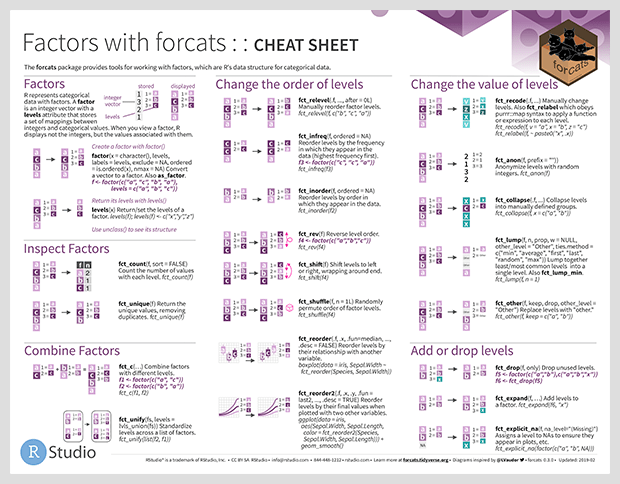 Factors with forcats : : CHEAT SHEET
The forcats package provides tools for working with factors, which are R's data structure for categorical data.
forcats
Factors
R represents categorical
data with factors. A factor
is an integer vector with a
levels attribute that stores
a set of mappings between
integers and categorical values. When you view a factor, R
displays not the integers, but the values associated with them.
integer
vector
levels
stored
displayed
Create a factor with factor()
factor(x = character(), levels,
labels = levels, exclude = NA, ordered
= is.ordered(x), nmax = NA) Convert
a vector to a factor. Also as_factor.
f <- factor(c("a", "c", "b", "a"),
levels = c("a", "b", "c"))
Return its levels with levels()
levels(x) Return/set the levels of a
factor. levels(f); levels(f) <- c("x","y","z")
Use unclass() to see its structure
Inspect Factors
fct_count(f, sort = FALSE)
Count the number of values
with each level. fct_count(f)
f n
a 2
b 1
c 1
fct_unique(f) Return the
unique values, removing
duplicates. fct_unique(f)
Combine Factors
fct_c(…) Combine factors
with different levels.
f1 <- factor(c("a", "c"))
f2 <- factor(c("b", "a"))
fct_c(f1, f2)
fct_unify(fs, levels =
lvls_union(fs)) Standardize
levels across a list of factors.
fct_unify(list(f2, f1))
Change the order of levels
fct_relevel(.f, ..., after = 0L)
Manually reorder factor levels.
fct_relevel(f, c("b", "c", "a"))
fct_infreq(f, ordered = NA)
Reorder levels by the frequency
in which they appear in the
data (highest frequency first).
f3 <- factor(c("c", "c", "a"))
fct_infreq(f3)
fct_inorder(f, ordered = NA)
Reorder levels by order in
which they appear in the data.
fct_inorder(f2)
fct_rev(f) Reverse level order.
f4 <- factor(c("a","b","c"))
fct_rev(f4)
fct_shift(f) Shift levels to left
or right, wrapping around end.
fct_shift(f4)
fct_shuffle(f, n = 1L) Randomly
permute order of factor levels.
fct_shuffle(f4)
fct_reorder(.f, .x, .fun=median, ...,
.desc = FALSE) Reorder levels by
their relationship with another
variable.
boxplot(data = iris, Sepal.Width ~
fct_reorder(Species, Sepal.Width))
fct_reorder2(.f, .x, .y, .fun =
last2, ..., .desc = TRUE) Reorder
levels by their final values when
plotted with two other variables.
ggplot(data = iris,
aes(Sepal.Width, Sepal.Length,
color = fct_reorder2(Species,
Sepal.Width, Sepal.Length))) +
geom_smooth()
Change the value of levels
fct_recode(.f, ...) Manually change
levels. Also fct_relabel which obeys
purrr::map syntax to apply a function
or expression to each level.
fct_recode(f, v = "a", x = "b", z = "c")
fct_relabel(f, ~ paste0("x", .x))
fct_anon(f, prefix = "")
Anonymize levels with random
integers. fct_anon(f)
fct_collapse(.f, ...) Collapse levels
into manually defined groups.
fct_collapse(f, x = c("a", "b"))
fct_lump(f, n, prop, w = NULL,
other_level = "Other", ties.method =
c("min", "average", "first", "last",
"random", "max")) Lump together
least/most common levels into a
single level. Also fct_lump_min.
fct_lump(f, n = 1)
fct_other(f, keep, drop, other_level =
"Other") Replace levels with "other."
fct_other(f, keep = c("a", "b"))
Add or drop levels
fct_drop(f, only) Drop unused levels.
f5 <- factor(c("a","b"),c("a","b","x"))
f6 <- fct_drop(f5)
fct_expand(f, ...) Add levels to
a factor. fct_expand(f6, "x")
fct_explicit_na(f, na_level="(Missing)")
Assigns a level to NAs to ensure they
appear in plots, etc.
fct_explicit_na(factor(c("a", "b", NA)))
R Studio
RStudio® is a trademark of RStudio, Inc. • CC BY SA RStudio • info@rstudio.com • 844-448-1212 • rstudio.com • Learn more at forcats.tidyverse.org • Diagrams inspired by @LVaudor • forcats 0.3.0 • Updated: 2019-03